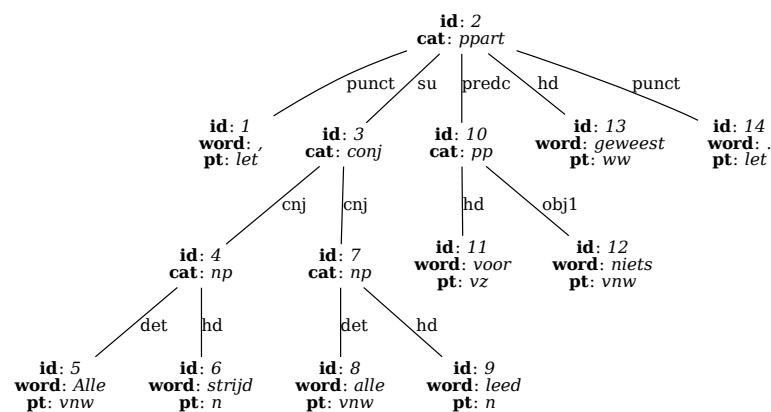 id: 2
cat: ppart
punct su predc hd punct
id: 1
word: ,
pt: let
id: 3
cat: conj
id: 10
cat: pp
id: 13
word: geweest
pt: ww
id: 14
word: .
pt: let
cnj cnj hd obj1
id: 4
cat: np
id: 7
cat: np
id: 11
word: voor
pt: vz
id: 12
word: niets
pt: vnw
det hd det hd
id: 5
word: Alle
pt: vnw
id: 6
word: strijd
pt: n
id: 8
word: alle
pt: vnw
id: 9
word: leed
pt: n